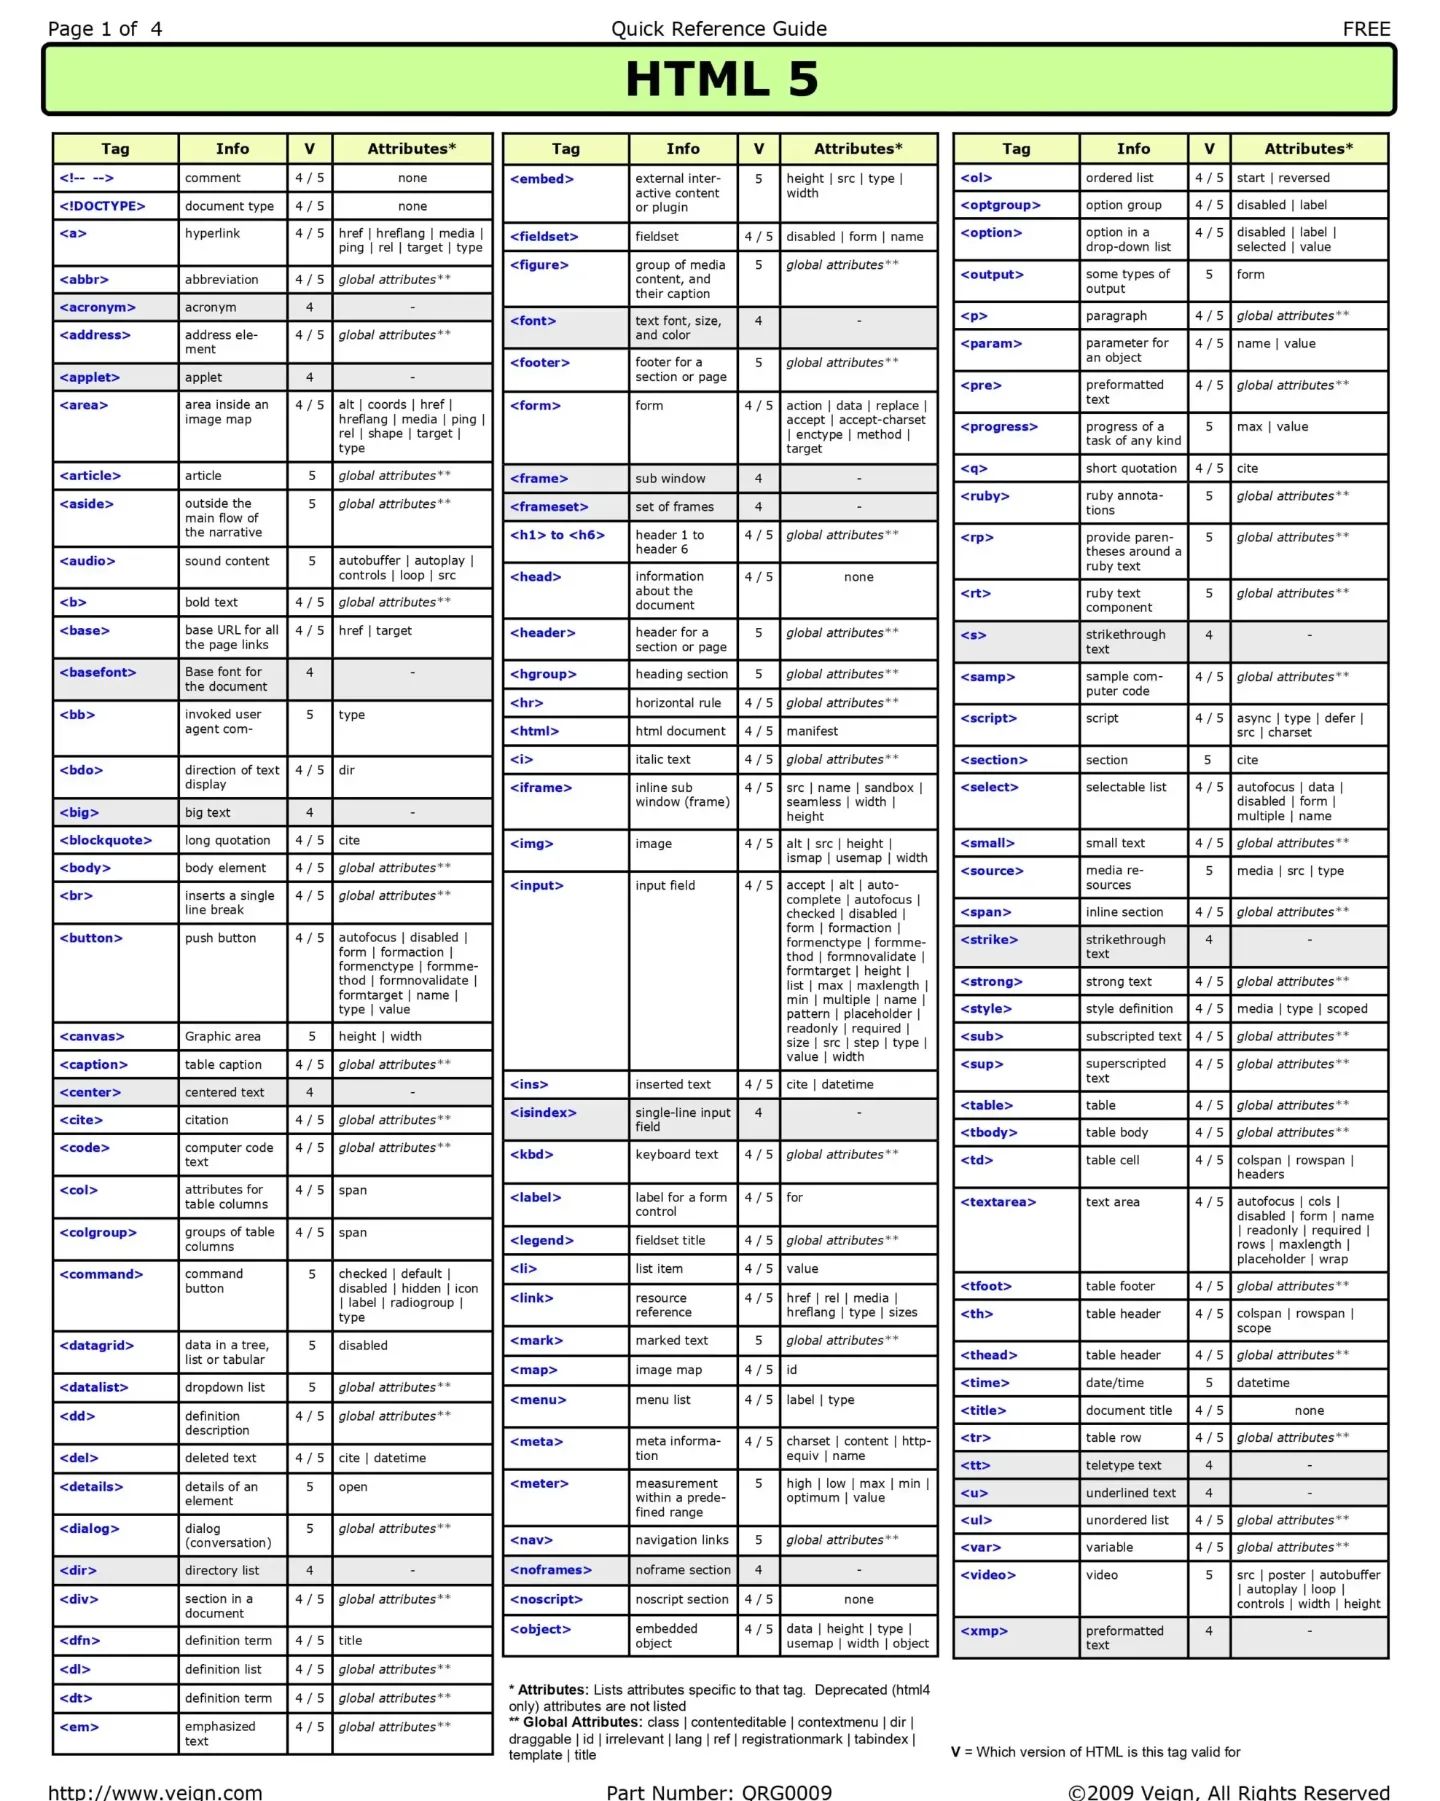 Page 1 of 4 Quick Reference Guide FREE
HTML 5
Tag Info V Attributes*
<!-- --> comment 4 / 5 none
<!DOCTYPE> document type 4 / 5 none
<a> hyperlink 4 / 5 href | hreflang | media |
ping | rel | target | type
<abbr> abbreviation 4 / 5 global attributes**
<acronym> acronym 4 -
<address> address ele- 4 / 5 global attributes**
ment
<applet> applet 4 -
<area> area inside an 4 / 5 alt | coords | href |
image map hreflang | media | ping |
rel | shape | target |
type
<article> article 5 global attributes**
<aside> outside the 5 global attributes**
main flow of
the narrative
<audio> sound content 5 autobuffer | autoplay |
controls | loop | src
<b> bold text 4 / 5 global attributes**
<base> base URL for all 4 / 5 href | target
the page links
<basefont> Base font for 4 -
the document
<bb> invoked user 5 type
agent com-
<bdo> direction of text 4 / 5 dir
display
<big> big text 4 -
<blockquote> long quotation 4 / 5 cite
<body> body element 4 / 5 global attributes**
<br> inserts a single 4 / 5 global attributes**
line break
<button> push button 4 / 5 autofocus | disabled |
form | formaction |
formenctype | formme-
thod | formnovalidate |
formtarget | name |
type | value
<canvas> Graphic area 5 height | width
<caption> table caption 4 / 5 global attributes**
<center> centered text 4 -
<cite> citation 4 / 5 global attributes**
<code> computer code 4 / 5 global attributes**
text
<col> attributes for 4 / 5 span
table columns
<colgroup> groups of table 4 / 5 span
columns
<command> command 5 checked | default |
button disabled | hidden | icon
| label | radiogroup |
type
<datagrid> data in a tree, 5 disabled
list or tabular
<datalist> dropdown list 5 global attributes**
<dd> definition 4 / 5 global attributes**
description
<del> deleted text 4 / 5 cite | datetime
<details> details of an 5 open
element
<dialog> dialog 5 global attributes**
(conversation)
<dir> directory list 4 -
<div> section in a 4 / 5 global attributes**
document
<dfn> definition term 4 / 5 title
<dl> definition list 4 / 5 global attributes**
<dt> definition term 4 / 5 global attributes**
<em> emphasized 4 / 5 global attributes**
text
Tag Info V Attributes*
<embed> external inter- 5 height | src | type |
active content width
or plugin
<fieldset> fieldset 4 / 5 disabled | form | name
<figure> group of media 5 global attributes**
content, and
their caption
<font> text font, size, 4 -
and color
<footer> footer for a 5 global attributes**
section or page
<form> form 4 / 5 action | data | replace |
accept | accept-charset
| enctype | method |
target
<frame> sub window 4 -
<frameset> set of frames 4 -
<h1> to <h6> header 1 to 4 / 5 global attributes**
header 6
<head> information 4 / 5 none
about the
document
<header> header for a 5 global attributes**
section or page
<hgroup> heading section 5 global attributes**
<hr> horizontal rule 4 / 5 global attributes**
<html> html document 4 / 5 manifest
<i> italic text 4 / 5 global attributes**
<iframe> inline sub 4 / 5 src | name | sandbox |
window (frame) seamless | width |
height
<img> image 4 / 5 alt | src | height |
ismap | usemap | width
<input> input field 4 / 5 accept | alt | auto-
complete | autofocus |
checked | disabled |
form | formaction |
formenctype | formme-
thod | formnovalidate |
formtarget | height |
list | max | maxlength |
min | multiple | name |
pattern | placeholder |
readonly | required |
size | src | step | type |
value | width
<ins> inserted text 4 / 5 cite | datetime
<isindex> single-line input 4 -
field
<kbd> keyboard text 4 / 5 global attributes**
<label> label for a form 4 / 5 for
control
<legend> fieldset title 4 / 5 global attributes**
<li> list item 4 / 5 value
<link> resource 4 / 5 href | rel | media |
reference hreflang | type | sizes
<mark> marked text 5 global attributes**
<map> image map 4 / 5 id
<menu> menu list 4 / 5 label | type
<meta> meta informa- 4 / 5 charset | content | http-
tion equiv | name
<meter> measurement 5 high | low | max | min |
within a prede- optimum | value
fined range
<nav> navigation links 5 global attributes**
<noframes> noframe section 4 -
<noscript> noscript section 4 / 5 none
<object> embedded 4 / 5 data | height | type |
object usemap | width | object
* Attributes: Lists attributes specific to that tag. Deprecated (html4
only) attributes are not listed
** Global Attributes: class | contenteditable | contextmenu | dir |
draggable | id | irrelevant | lang | ref | registrationmark | tabindex |
template | title
Tag Info V Attributes*
<ol> ordered list 4 / 5 start | reversed
<optgroup> option group 4 / 5 disabled | label
<option> option in a 4 / 5 disabled | label |
drop-down list selected | value
<output> some types of 5 form
output
<p> paragraph 4 / 5 global attributes**
<param> parameter for 4 / 5 name | value
an object
<pre> preformatted 4 / 5 global attributes**
text
<progress> progress of a 5 max | value
task of any kind
<q> short quotation 4 / 5 cite
<ruby> ruby annota- 5 global attributes**
tions
<rp> provide paren- 5 global attributes**
theses around a
ruby text
<rt> ruby text 5 global attributes**
component
<s> strikethrough 4 -
text
<samp> sample com- 4 / 5 global attributes**
puter code
<script> script 4 / 5 async | type | defer |
src | charset
<section> section 5 cite
<select> selectable list 4 / 5 autofocus | data |
disabled | form |
multiple | name
<small> small text 4 / 5 global attributes**
<source> media re- 5 media | src | type
sources
<span> inline section 4 / 5 global attributes**
<strike> strikethrough 4 -
text
<strong> strong text 4 / 5 global attributes**
<style> style definition 4 / 5 media | type | scoped
<sub> subscripted text 4 / 5 global attributes**
<sup> superscripted 4 / 5 global attributes**
text
<table> table 4 / 5 global attributes**
<tbody> table body 4 / 5 global attributes**
<td> table cell 4 / 5 colspan | rowspan |
headers
<textarea> text area 4 / 5 autofocus | cols |
disabled | form | name
| readonly | required |
rows | maxlength |
placeholder | wrap
<tfoot> table footer 4 / 5 global attributes**
<th> table header 4 / 5 colspan | rowspan |
scope
<thead> table header 4 / 5 global attributes**
<time> date/time 5 datetime
<title> document title 4 / 5 none
<tr> table row 4 / 5 global attributes**
<tt> teletype text 4 -
<u> underlined text 4 -
<ul> unordered list 4 / 5 global attributes**
<var> variable 4 / 5 global attributes**
<video> video 5 src | poster | autobuffer
| autoplay | loop |
controls | width | height
<xmp> preformatted 4 -
text
V = Which version of HTML is this tag valid for
http://www.veign.com Part Number: QRG0009 ©2009 Veign, All Rights Reserved